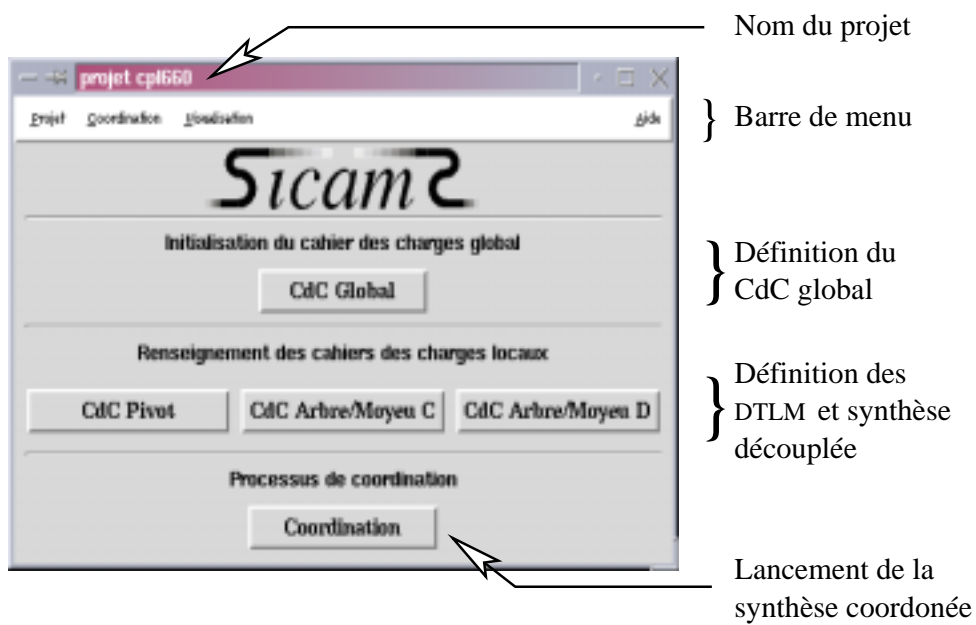 Nom du projet
projet cpl660
Projet Coordination Visualisation Aide
} Barre de menu
SicamS
Initialisation du cahier des charges global
CdC Global
} Définition du
CdC global
Renseignement des cahiers des charges locaux
CdC Pivot CdC Arbre/Moyeu C CdC Arbre/Moyeu D
} Définition des
DTLM et synthèse
découplée
Processus de coordination
Coordination
Lancement de la
synthèse coordonée